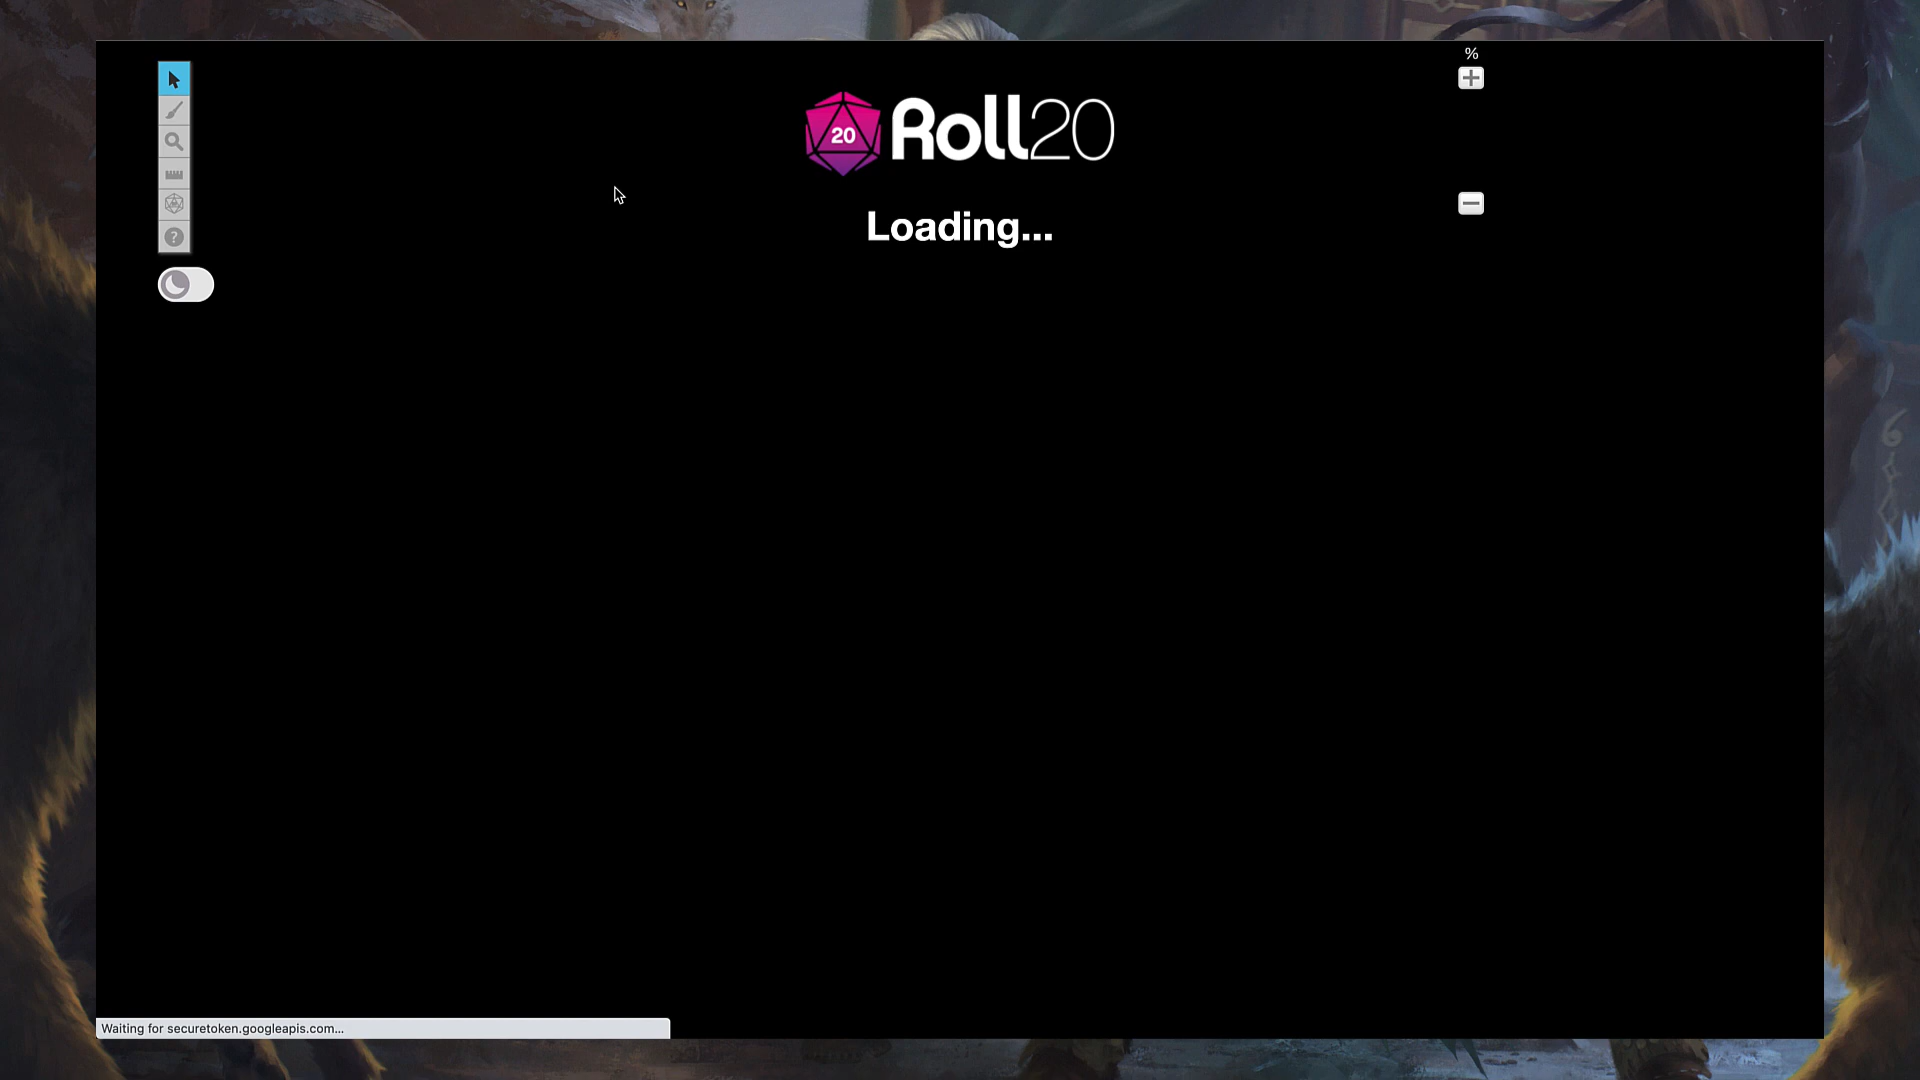 %
20 Roll20
Loading...
?
Waiting for securetoken.googleapis.com...